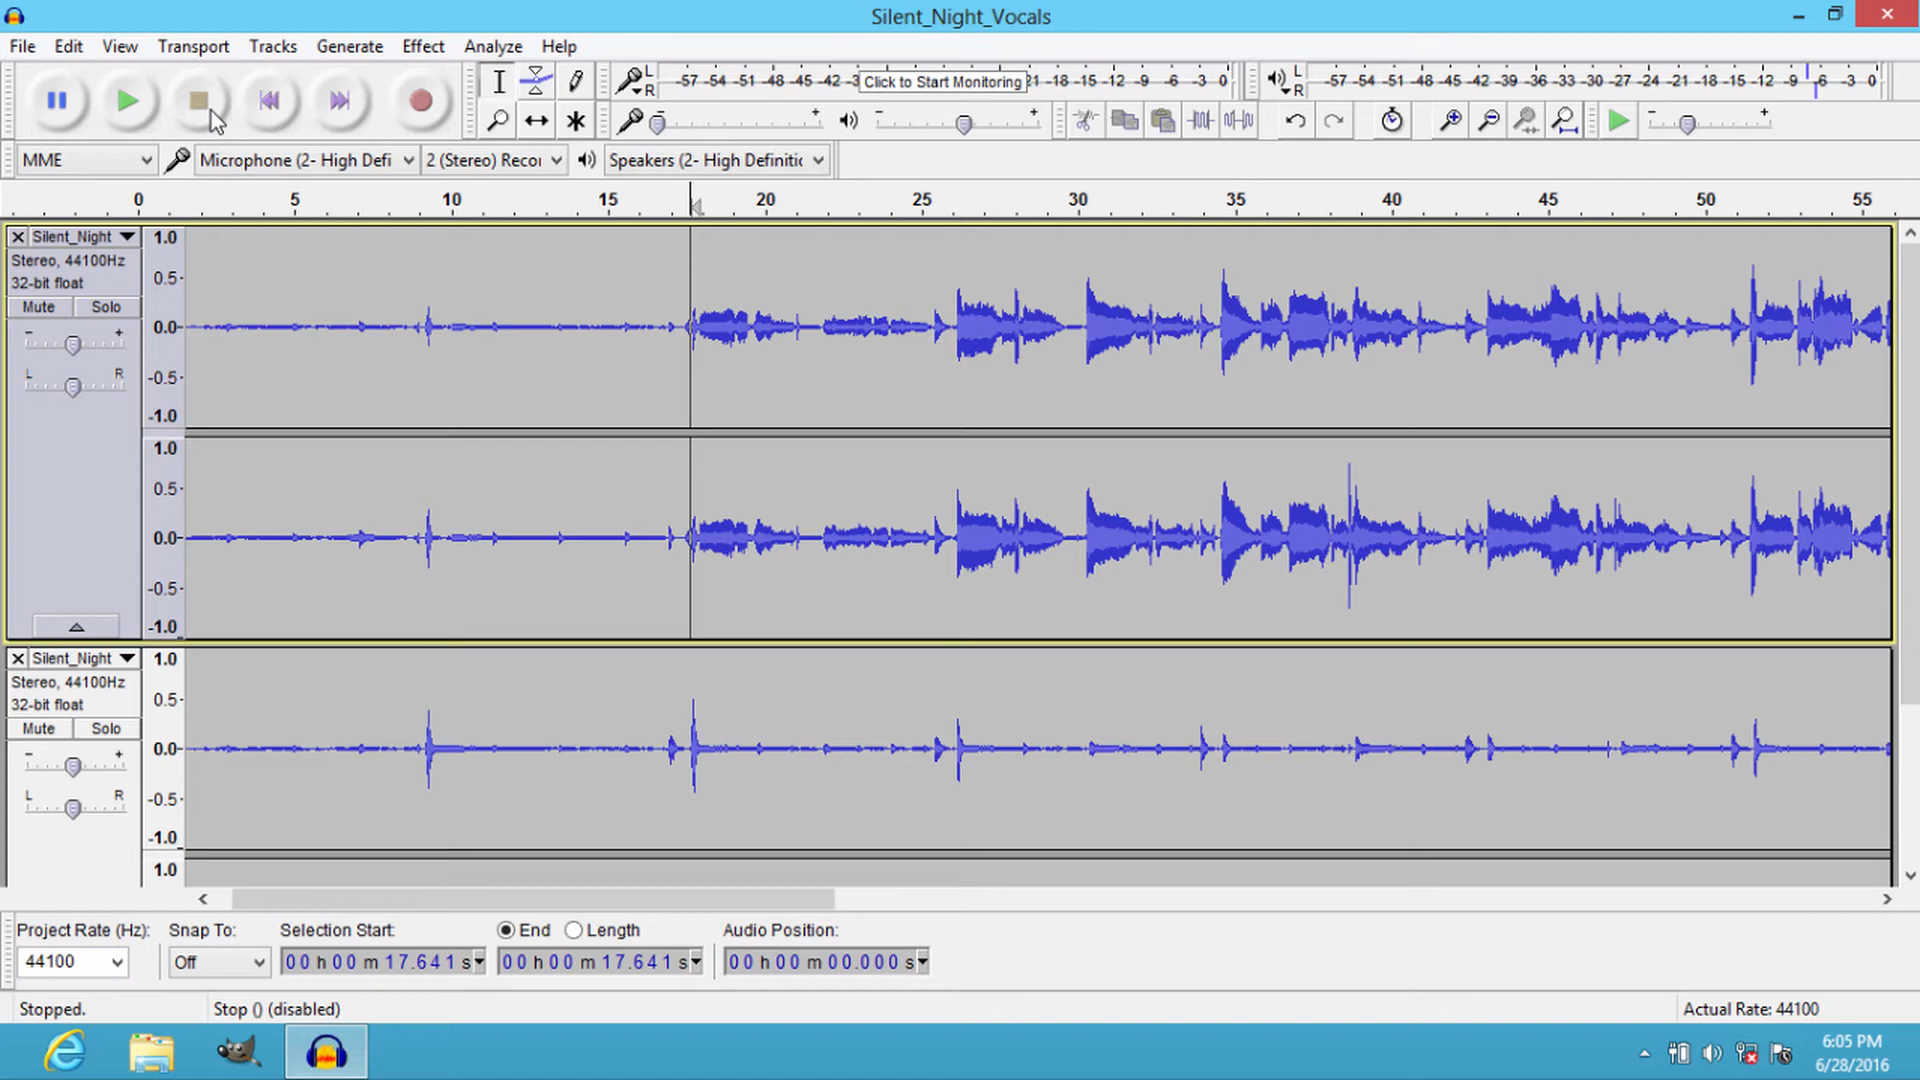 Silent_Night_Vocals
File Edit View Transport Tracks Generate Effect Analyze Help
L R -57 -54 -51 -48 -45 -42 -3 Click to Start Monitoring -21 -18 -15 -12 -9 -6 -3 0 L R -57 -54 -51 -48 -45 -42 -39 -36 -33 -30 -27 -24 -21 -18 -15 -12 -9 -6 -3 0
- + - + - +
MME Microphone (2- High Defi 2 (Stereo) Recor Speakers (2- High Definitic
0 5 10 15 20 25 30 35 40 45 50 55
Silent_Night 1.0
Stereo, 44100Hz
32-bit float 0.5
Mute Solo
- + 0.0
L R -0.5
-1.0
1.0
0.5
0.0
-0.5
-1.0
Silent_Night 1.0
Stereo, 44100Hz
32-bit float 0.5
Mute Solo
- + 0.0
L R -0.5
-1.0
1.0
Project Rate (Hz): Snap To: Selection Start: End Length Audio Position:
44100 Off 00 h 00 m 17.641 s 00 h 00 m 17.641 s 00 h 00 m 00.000 s
Stopped. Stop () (disabled) Actual Rate: 44100
6:05 PM
6/28/2016